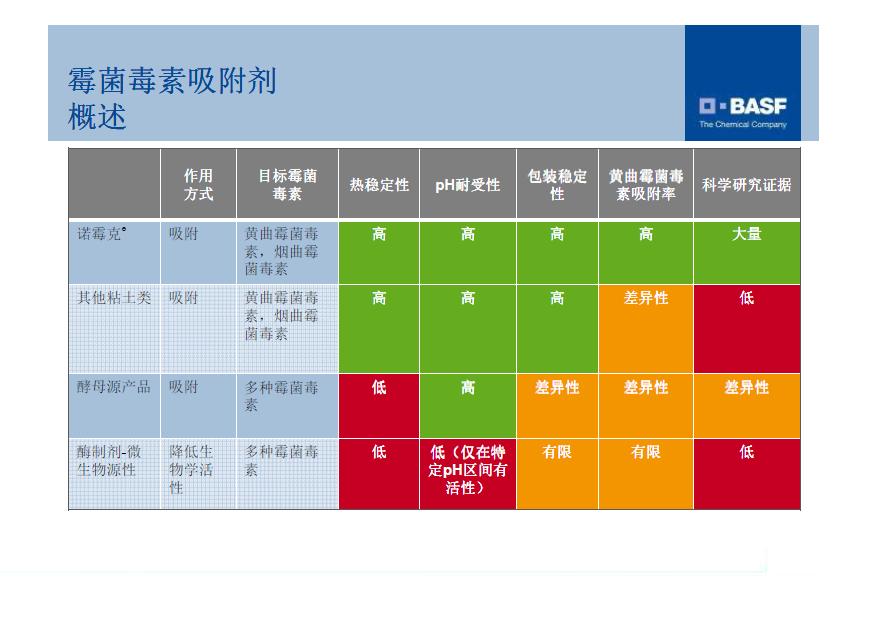 霉菌毒素吸附剂
概述
BASF
The Chemical Company
作用
方式
目标霉菌
毒素
热稳定性
pH耐受性
包装稳定
性
黄曲霉菌毒
素吸附率
科学研究证据
诺霉克®
吸附
黄曲霉菌毒
素，烟曲霉
菌毒素
高
高
高
高
大量
其他粘土类
吸附
黄曲霉菌毒
素，烟曲霉
菌毒素
高
高
高
差异性
低
酵母源产品
吸附
多种霉菌毒
素
低
高
差异性
差异性
差异性
酶制剂-微
生物源性
降低生
物学活
性
多种霉菌毒
素
低
低（仅在特
定pH区间有
活性）
有限
有限
低